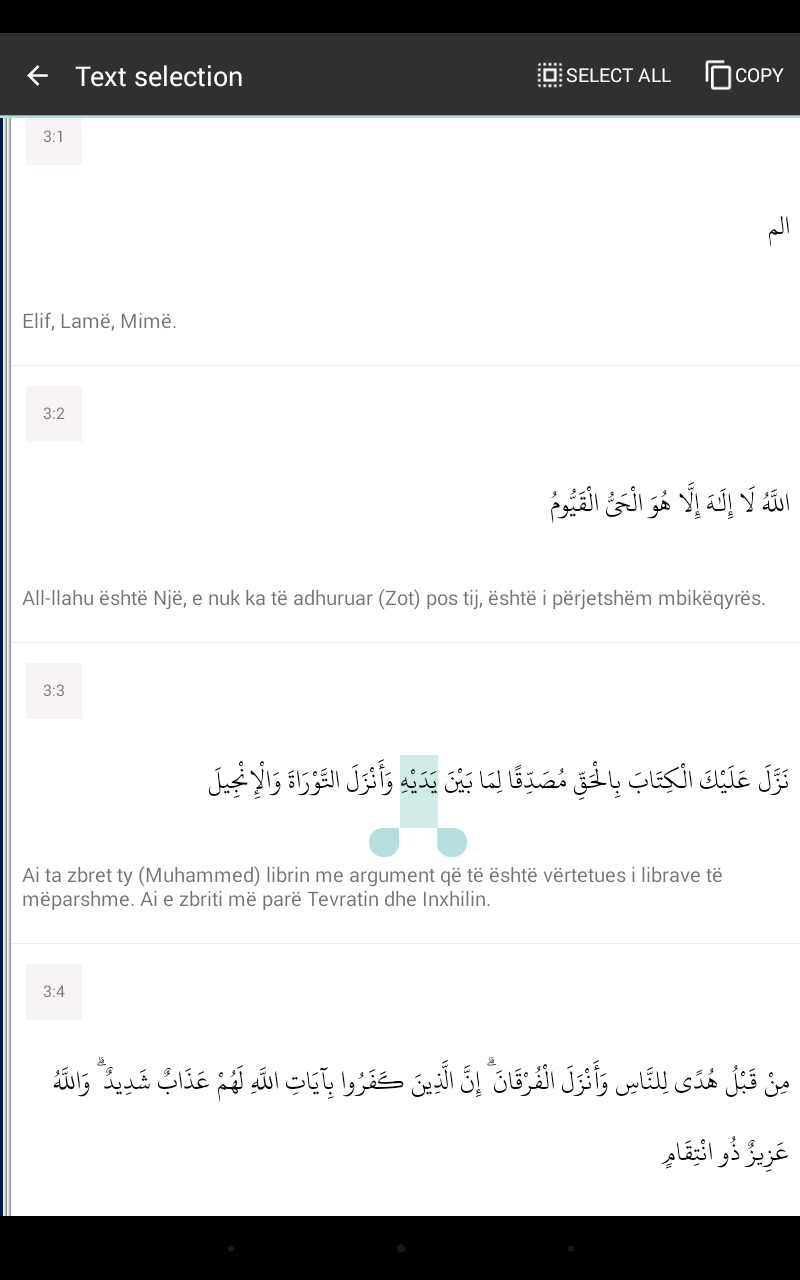 Text selection
SELECT ALL
COPY
3:1
الم
Elif, Lamë, Mimë.
3:2
اللَّهُ لَا إِلَٰهَ إِلَّا هُوَ الْحَيُّ الْقَيُّومُ
All-llahu është Një, e nuk ka të adhuruar (Zot) pos tij, është i përjetshëm mbikëqyrës.
3:3
نَزَّلَ عَلَيْكَ الْكِتَابَ بِالْحَقِّ مُصَدِّقًا لِمَا بَيْنَ يَدَيْهِ وَأَنْزَلَ التَّوْرَاةَ وَالْإِنْجِيلَ
Ai ta zbret ty (Muhammed) librin me argument që të është vërtetues i librave të
mëparshme. Ai e zbriti më parë Tevratin dhe Inxhilin.
3:4
مِنْ قَبْلُ هُدًى لِلنَّاسِ وَأَنْزَلَ الْفُرْقَانَ ۗ إِنَّ الَّذِينَ كَفَرُوا بِآيَاتِ اللَّهِ لَهُمْ عَذَابٌ شَدِيدٌ ۗ وَاللَّهُ
عَزِيزٌ ذُو انْتِقَامٍ